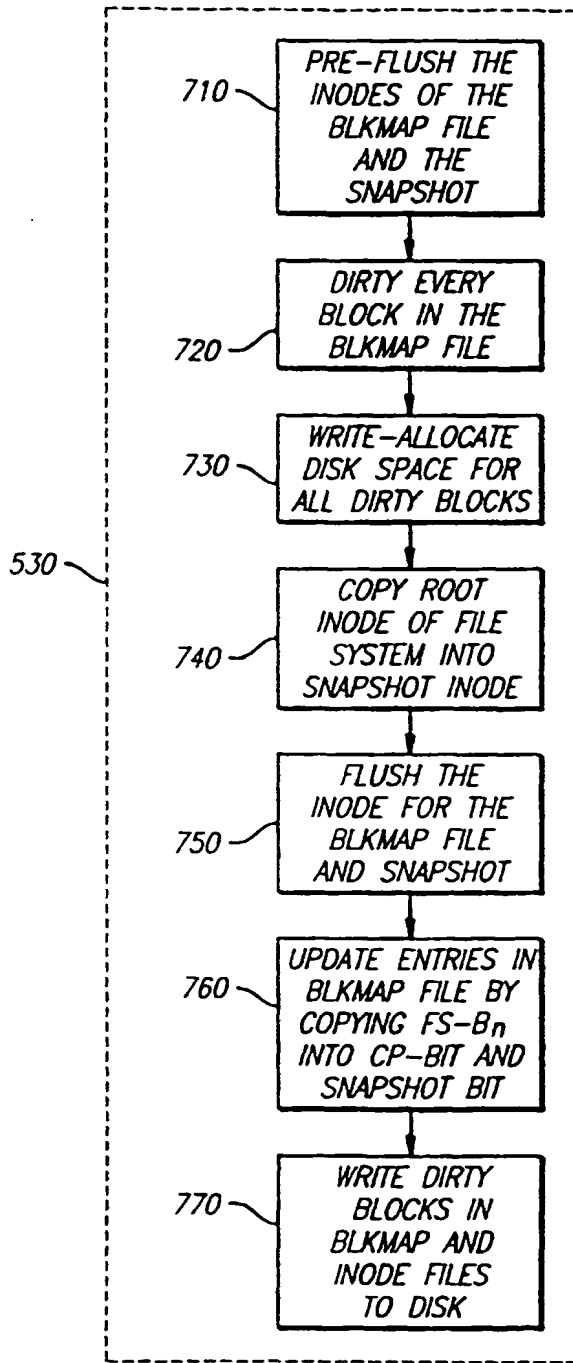 710
PRE-FLUSH THE
INODES OF THE
BLKMAP FILE
AND THE
SNAPSHOT
720
DIRTY EVERY
BLOCK IN THE
BLKMAP FILE
730
WRITE-ALLOCATE
DISK SPACE FOR
ALL DIRTY BLOCKS
530
740
COPY ROOT
INODE OF FILE
SYSTEM INTO
SNAPSHOT INODE
750
FLUSH THE
INODE FOR THE
BLKMAP FILE
AND SNAPSHOT
760
UPDATE ENTRIES IN
BLKMAP FILE BY
COPYING FS-Bn
INTO CP-BIT AND
SNAPSHOT BIT
770
WRITE DIRTY
BLOCKS IN
BLKMAP AND
INODE FILES
TO DISK